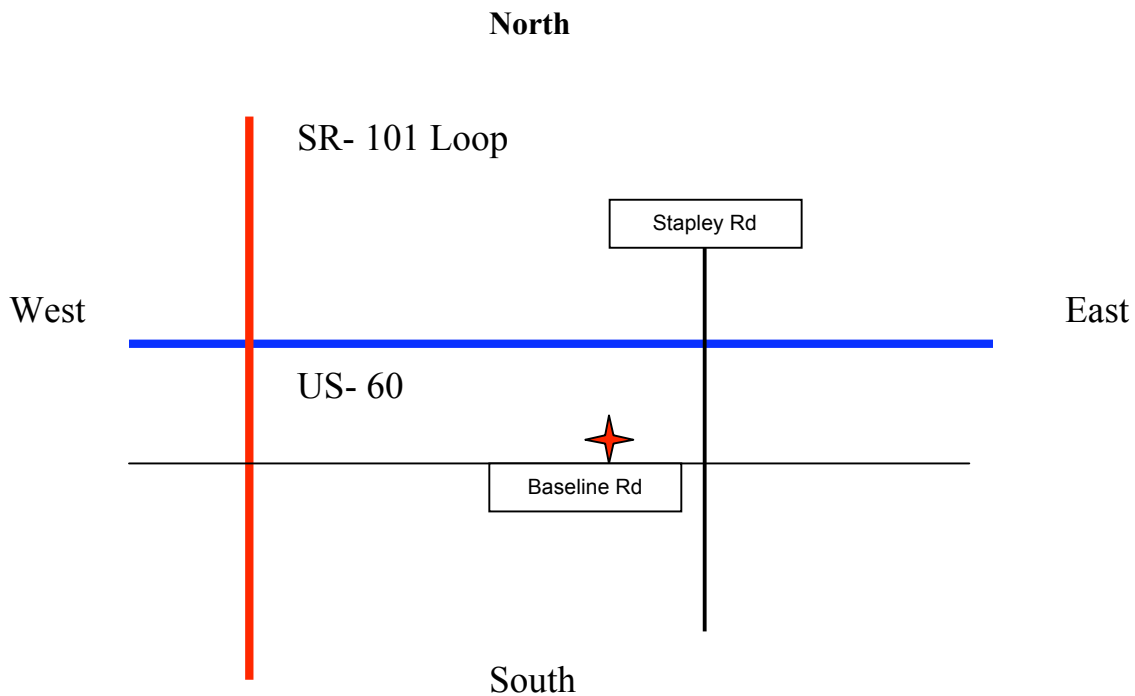 North
SR- 101 Loop
Stapley Rd
West
East
US- 60
Baseline Rd
South